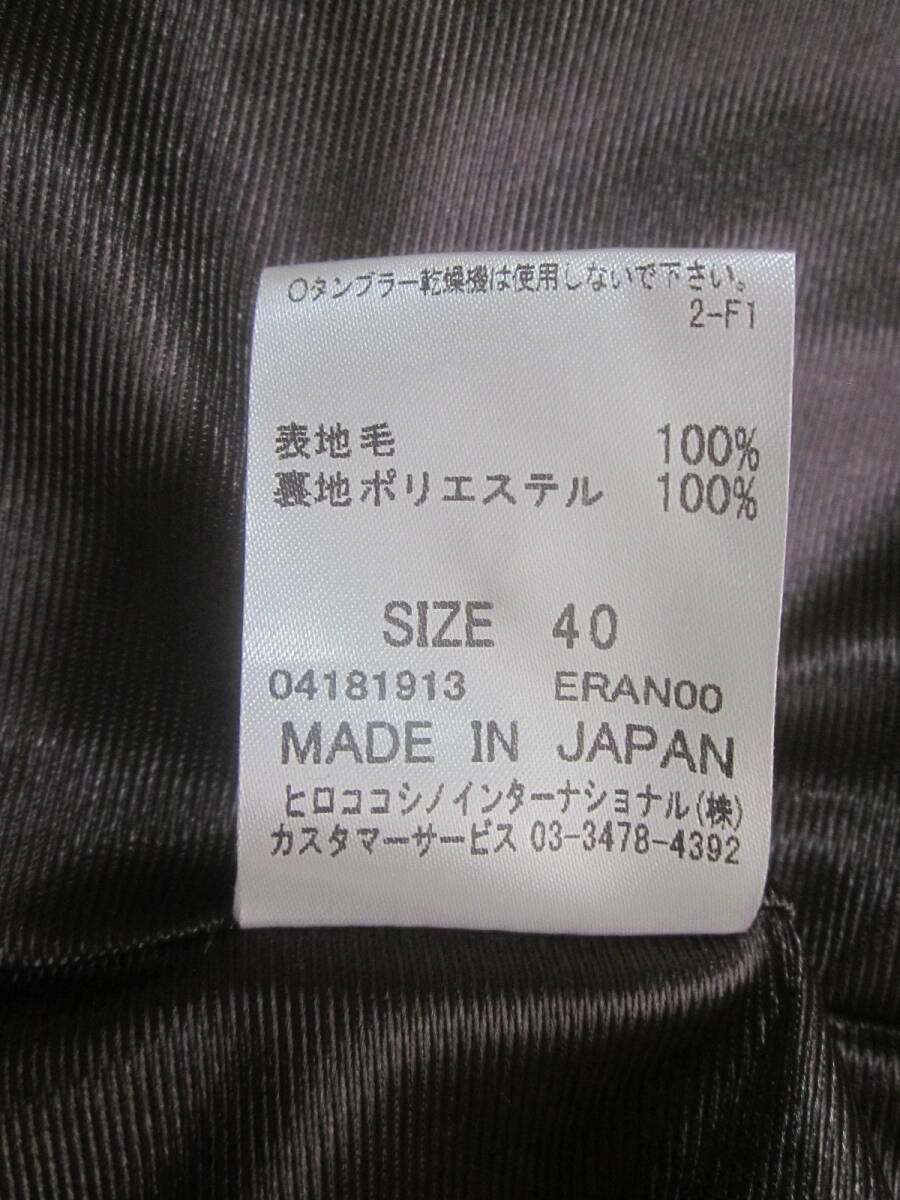 ○タンブラー乾燥機は使用しないで下さい。
2-F1
表地毛 100%
裏地ポリエステル 100%
SIZE 40
04181913 ERAN00
MADE IN JAPAN
ヒロココシノインターナショナル(株)
カスタマーサービス 03-3478-4392